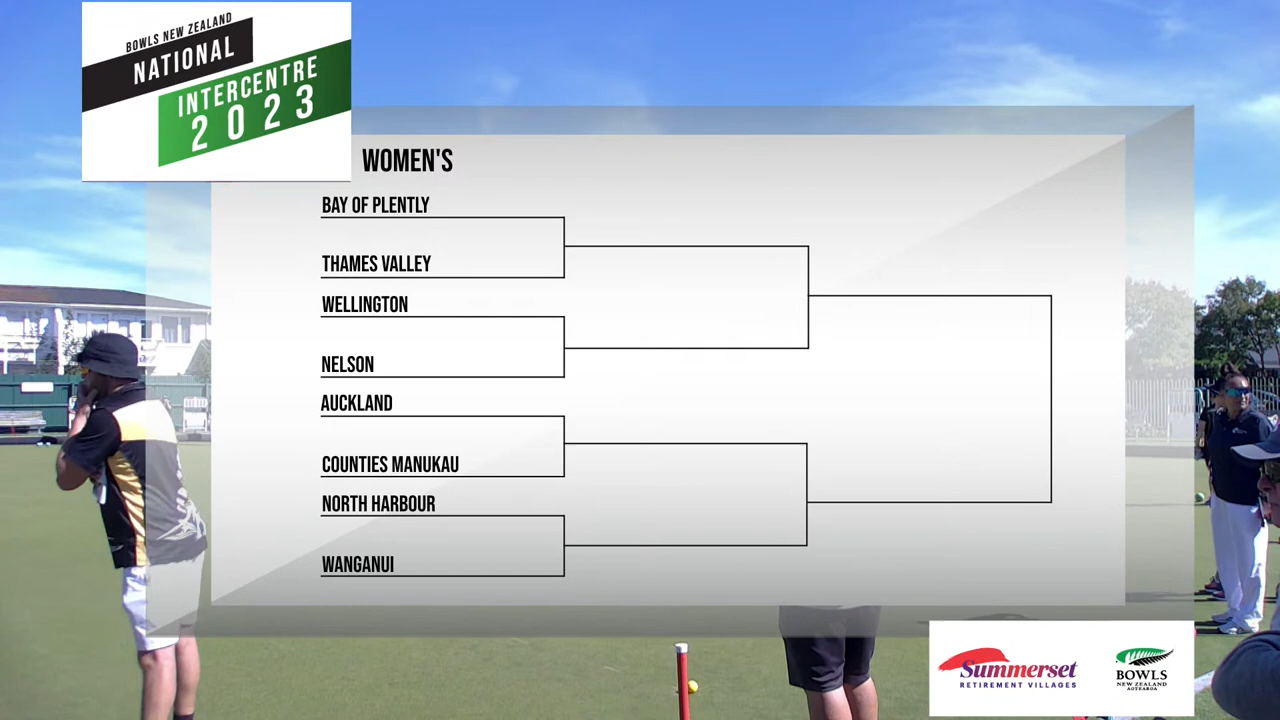 BOWLS NEW ZEALAND
NATIONAL
INTERCENTRE
2023
WOMEN'S
BAY OF PLENTLY
THAMES VALLEY
WELLINGTON
NELSON
AUCKLAND
COUNTIES MANUKAU
NORTH HARBOUR
WANGANUI
Summerset
RETIREMENT VILLAGES
BOWLS
NEW ZEALAND
AOTEAROA